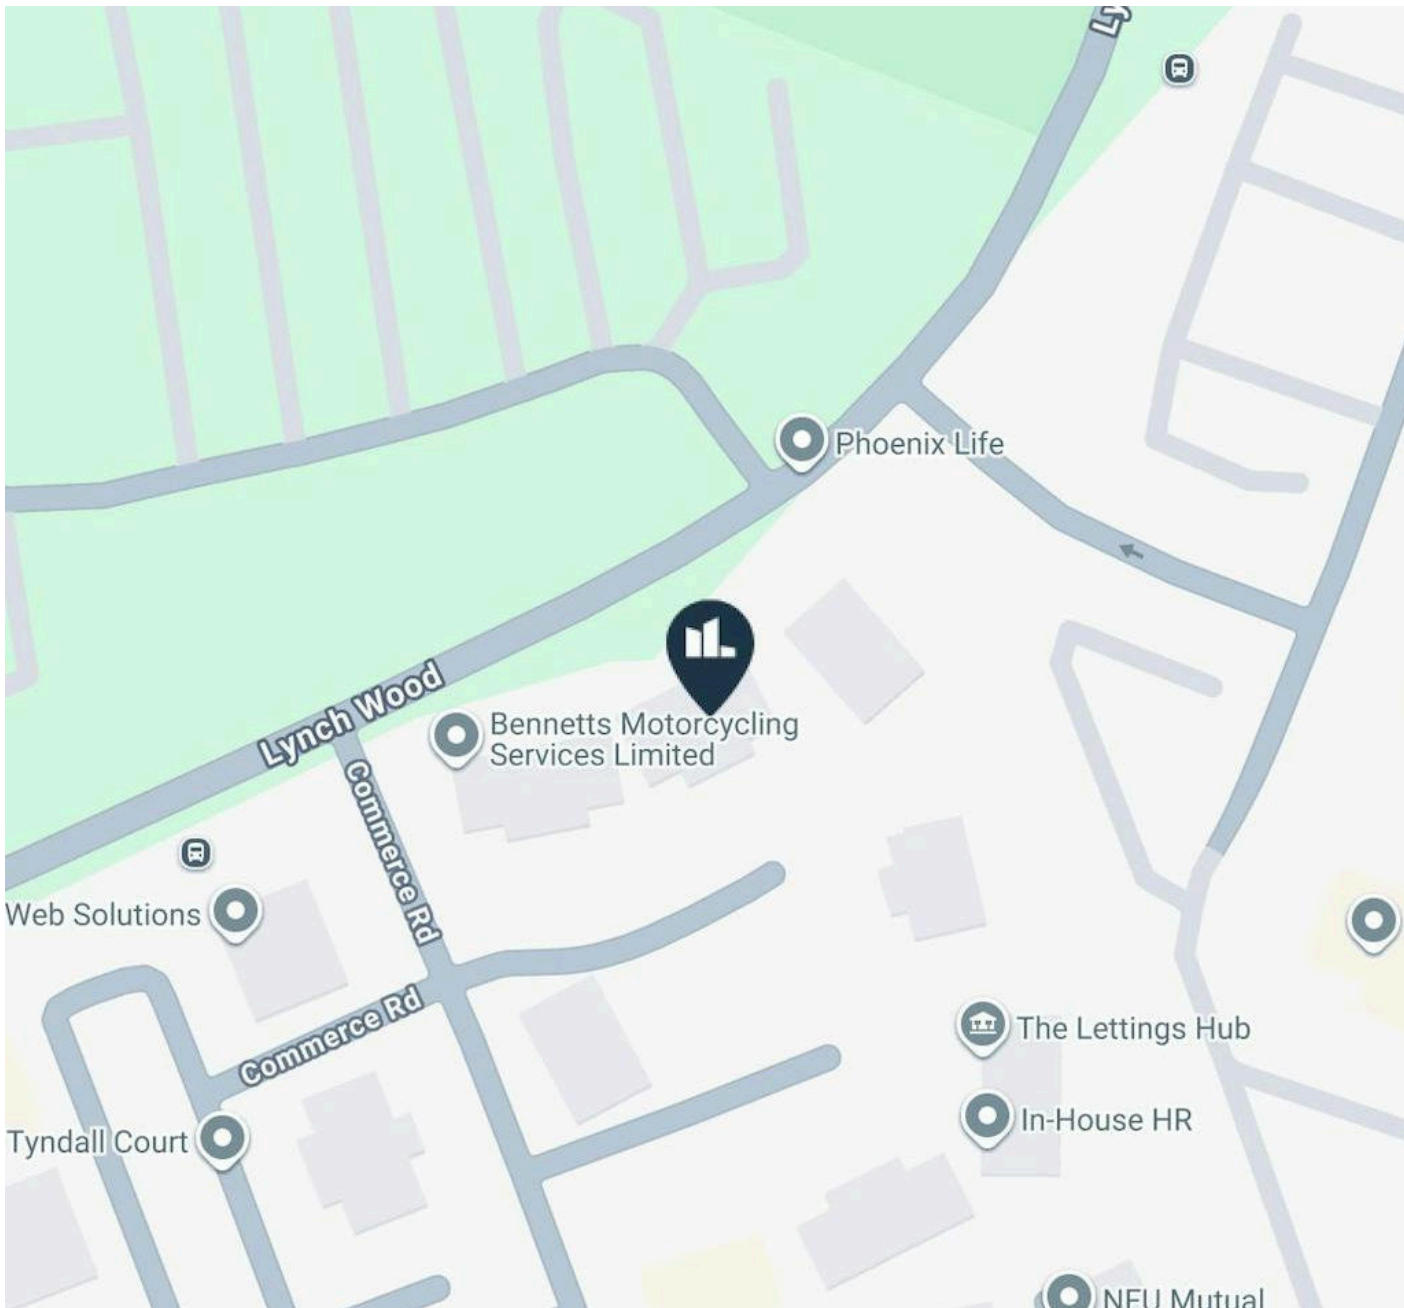 Ly
Phoenix Life
Lynch Wood
Bennetts Motorcycling
Services Limited
Commerce Rd
Web Solutions
Commerce Rd
The Lettings Hub
In-House HR
Tyndall Court
NFU Mutual